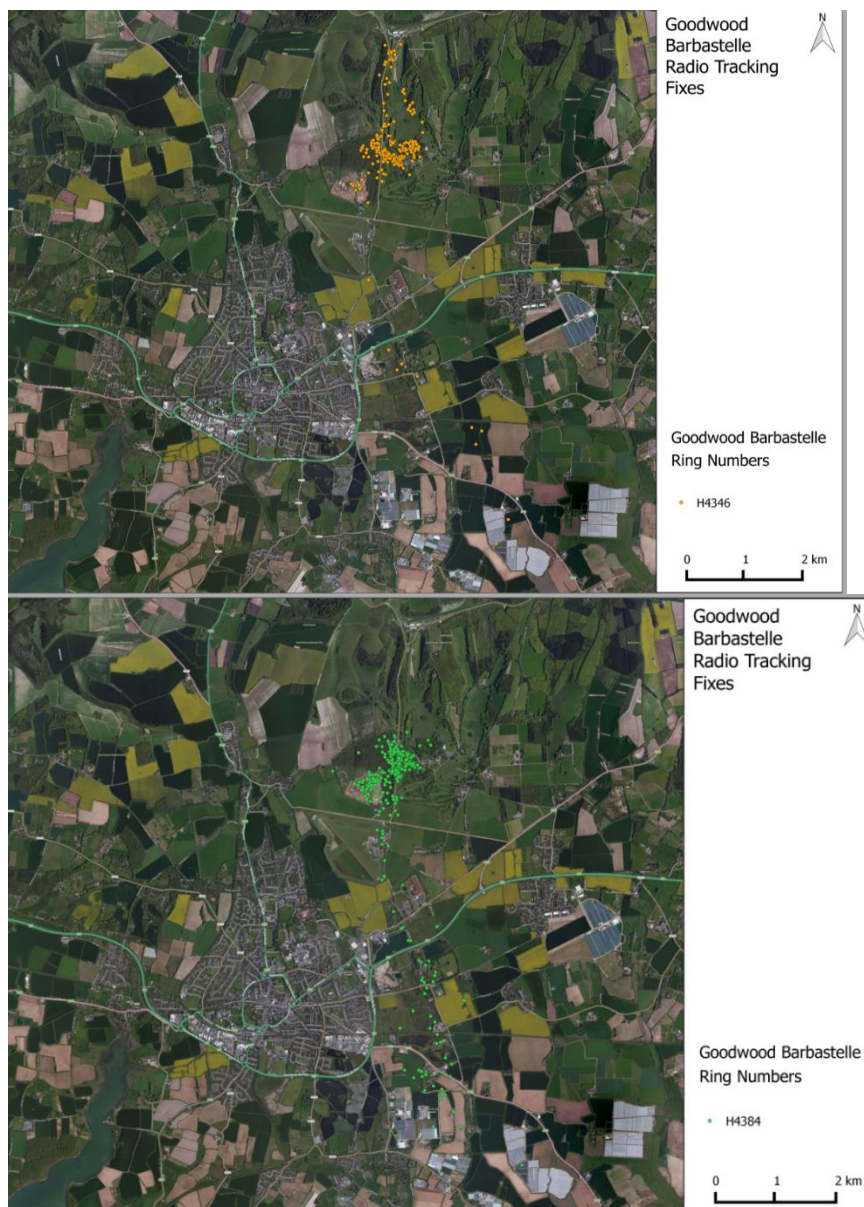 Goodwood
Barbastelle
Radio Tracking
Fixes
N
Goodwood Barbastelle
Ring Numbers
H4346
0 1 2 km
Goodwood
Barbastelle
Radio Tracking
Fixes
N
Goodwood Barbastelle
Ring Numbers
H4384
0 1 2 km